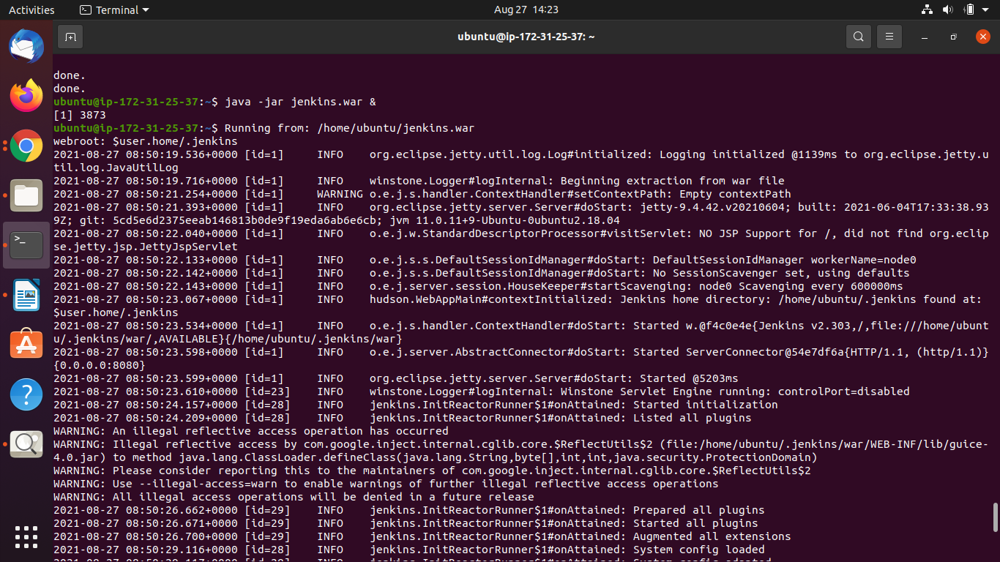 Activities
Terminal
Aug 27 14:23
ubuntu@ip-172-31-25-37: ~
done.
done.
ubuntu@ip-172-31-25-37:~$ java -jar jenkins.war &
[1] 3873
ubuntu@ip-172-31-25-37:~$ Running from: /home/ubuntu/jenkins.war
webroot: $user.home/.jenkins
2021-08-27 08:50:19.536+0000 [id=1] INFO org.eclipse.jetty.util.log.Log#initialized: Logging initialized @1139ms to org.eclipse.jetty.u
til.log.JavaUtilLog
2021-08-27 08:50:19.716+0000 [id=1] INFO winstone.Logger#logInternal: Beginning extraction from war file
2021-08-27 08:50:21.254+0000 [id=1] WARNING o.e.j.s.handler.ContextHandler#setContextPath: Empty contextPath
2021-08-27 08:50:21.393+0000 [id=1] INFO org.eclipse.jetty.server.Server#doStart: jetty-9.4.42.v20210604; built: 2021-06-04T17:33:38.93
9Z; git: 5cd5e6d2375eeab146813b0de9f19eda6ab6e6cb; jvm 11.0.11+9-Ubuntu-0ubuntu2.18.04
2021-08-27 08:50:22.040+0000 [id=1] INFO o.e.j.w.StandardDescriptorProcessor#visitServlet: NO JSP Support for /, did not find org.eclip
se.jetty.jsp.JettyJspServlet
2021-08-27 08:50:22.133+0000 [id=1] INFO o.e.j.s.s.DefaultSessionIdManager#doStart: DefaultSessionIdManager workerName=node0
2021-08-27 08:50:22.142+0000 [id=1] INFO o.e.j.s.s.DefaultSessionIdManager#doStart: No SessionScavenger set, using defaults
2021-08-27 08:50:22.143+0000 [id=1] INFO o.e.j.server.session.HouseKeeper#startScavenging: node0 Scavenging every 600000ms
2021-08-27 08:50:23.067+0000 [id=1] INFO hudson.WebAppMain#contextInitialized: Jenkins home directory: /home/ubuntu/.jenkins found at:
$user.home/.jenkins
2021-08-27 08:50:23.534+0000 [id=1] INFO o.e.j.s.handler.ContextHandler#doStart: Started w.@f4c0e4e{Jenkins v2.303,/,file:///home/ubunt
u/.jenkins/war/,AVAILABLE}{/home/ubuntu/.jenkins/war}
2021-08-27 08:50:23.598+0000 [id=1] INFO o.e.j.server.AbstractConnector#doStart: Started ServerConnector@54e7df6a{HTTP/1.1, (http/1.1)}
{0.0.0.0:8080}
2021-08-27 08:50:23.599+0000 [id=1] INFO org.eclipse.jetty.server.Server#doStart: Started @5203ms
2021-08-27 08:50:23.610+0000 [id=23] INFO winstone.Logger#logInternal: Winstone Servlet Engine running: controlPort=disabled
2021-08-27 08:50:24.157+0000 [id=28] INFO jenkins.InitReactorRunner$1#onAttained: Started initialization
2021-08-27 08:50:24.209+0000 [id=28] INFO jenkins.InitReactorRunner$1#onAttained: Listed all plugins
WARNING: An illegal reflective access operation has occurred
WARNING: Illegal reflective access by com.google.inject.internal.cglib.core.$ReflectUtils$2 (file:/home/ubuntu/.jenkins/war/WEB-INF/lib/guice-
4.0.jar) to method java.lang.ClassLoader.defineClass(java.lang.String,byte[],int,int,java.security.ProtectionDomain)
WARNING: Please consider reporting this to the maintainers of com.google.inject.internal.cglib.core.$ReflectUtils$2
WARNING: Use --illegal-access=warn to enable warnings of further illegal reflective access operations
WARNING: All illegal access operations will be denied in a future release
2021-08-27 08:50:26.662+0000 [id=29] INFO jenkins.InitReactorRunner$1#onAttained: Prepared all plugins
2021-08-27 08:50:26.671+0000 [id=29] INFO jenkins.InitReactorRunner$1#onAttained: Started all plugins
2021-08-27 08:50:26.700+0000 [id=29] INFO jenkins.InitReactorRunner$1#onAttained: Augmented all extensions
2021-08-27 08:50:29.116+0000 [id=28] INFO jenkins.InitReactorRunner$1#onAttained: System config loaded